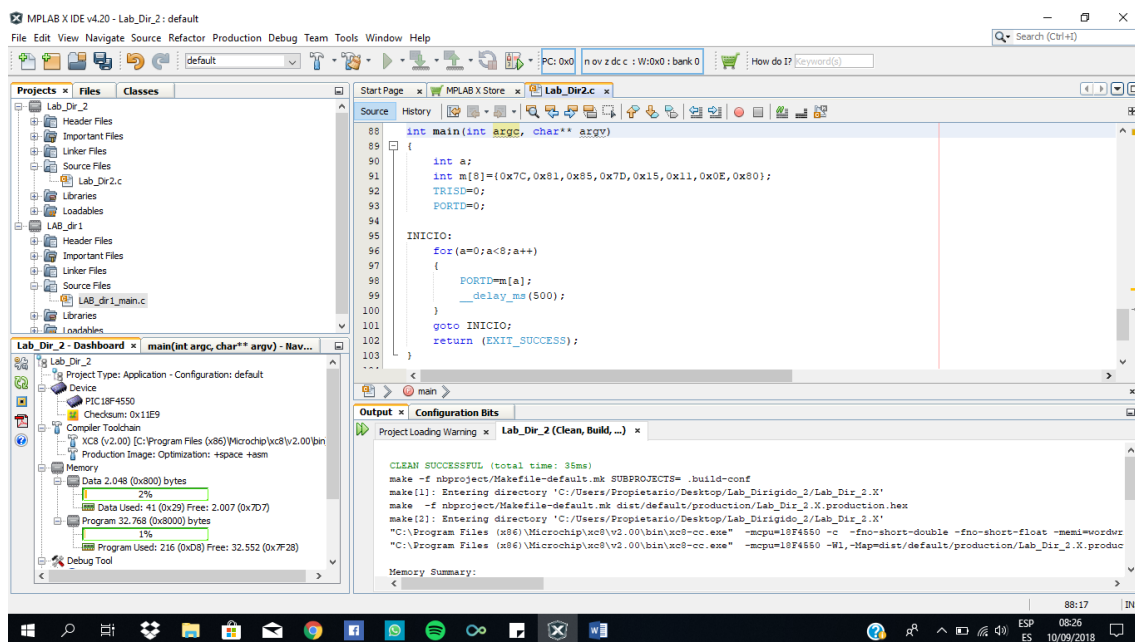 MPLAB X IDE v4.20 - Lab_Dir_2 : default
File Edit View Navigate Source Refactor Production Debug Team Tools Window Help
Search (Ctrl+I)
default
PC: 0x0
n ov z dc c : W:0x0 : bank 0
How do I?
Keyword(s)
Projects Files Classes
Lab_Dir_2
Header Files
Important Files
Linker Files
Source Files
Lab_Dir2.c
Libraries
Loadables
LAB_dir1
Header Files
Important Files
Linker Files
Source Files
LAB_dir1_main.c
Libraries
Loadables
Lab_Dir_2 - Dashboard main(int argc, char** argv) - Nav...
Lab_Dir_2
Project Type: Application - Configuration: default
Device
PIC18F4550
Checksum: 0x11E9
Compiler Toolchain
XC8 (v2.00) [C:\Program Files (x86)\Microchip\xc8\v2.00\bin
Production Image: Optimization: +space +asm
Memory
Data 2.048 (0x800) bytes
2%
Data Used: 41 (0x29) Free: 2.007 (0x7D7)
Program 32.768 (0x8000) bytes
1%
Program Used: 216 (0xD8) Free: 32.552 (0x7F28)
Debug Tool
Start Page MPLAB X Store Lab_Dir2.c
Source History
88 int main(int argc, char** argv)
89 {
90 int a;
91 int m[8]={0x7C,0x81,0x85,0x7D,0x15,0x11,0x0E,0x80};
92 TRISD=0;
93 PORTD=0;
94
95 INICIO:
96 for(a=0;a<8;a++)
97 {
98 PORTD=m[a];
99 __delay_ms(500);
100 }
101 goto INICIO;
102 return (EXIT_SUCCESS);
103 }
main
Output Configuration Bits
Project Loading Warning Lab_Dir_2 (Clean, Build, ...)
CLEAN SUCCESSFUL (total time: 35ms)
make -f nbproject/Makefile-default.mk SUBPROJECTS= .build-conf
make[1]: Entering directory 'C:/Users/Propietario/Desktop/Lab_Dirigido_2/Lab_Dir_2.X'
make -f nbproject/Makefile-default.mk dist/default/production/Lab_Dir_2.X.production.hex
make[2]: Entering directory 'C:/Users/Propietario/Desktop/Lab_Dirigido_2/Lab_Dir_2.X'
"C:\Program Files (x86)\Microchip\xc8\v2.00\bin\xc8-cc.exe" -mcpu=18F4550 -c -fno-short-double -fno-short-float -memi=wordwr
"C:\Program Files (x86)\Microchip\xc8\v2.00\bin\xc8-cc.exe" -mcpu=18F4550 -Wl,-Map=dist/default/production/Lab_Dir_2.X.produc
Memory Summary:
88:17
IN
ESP
ES
08:26
10/09/2018